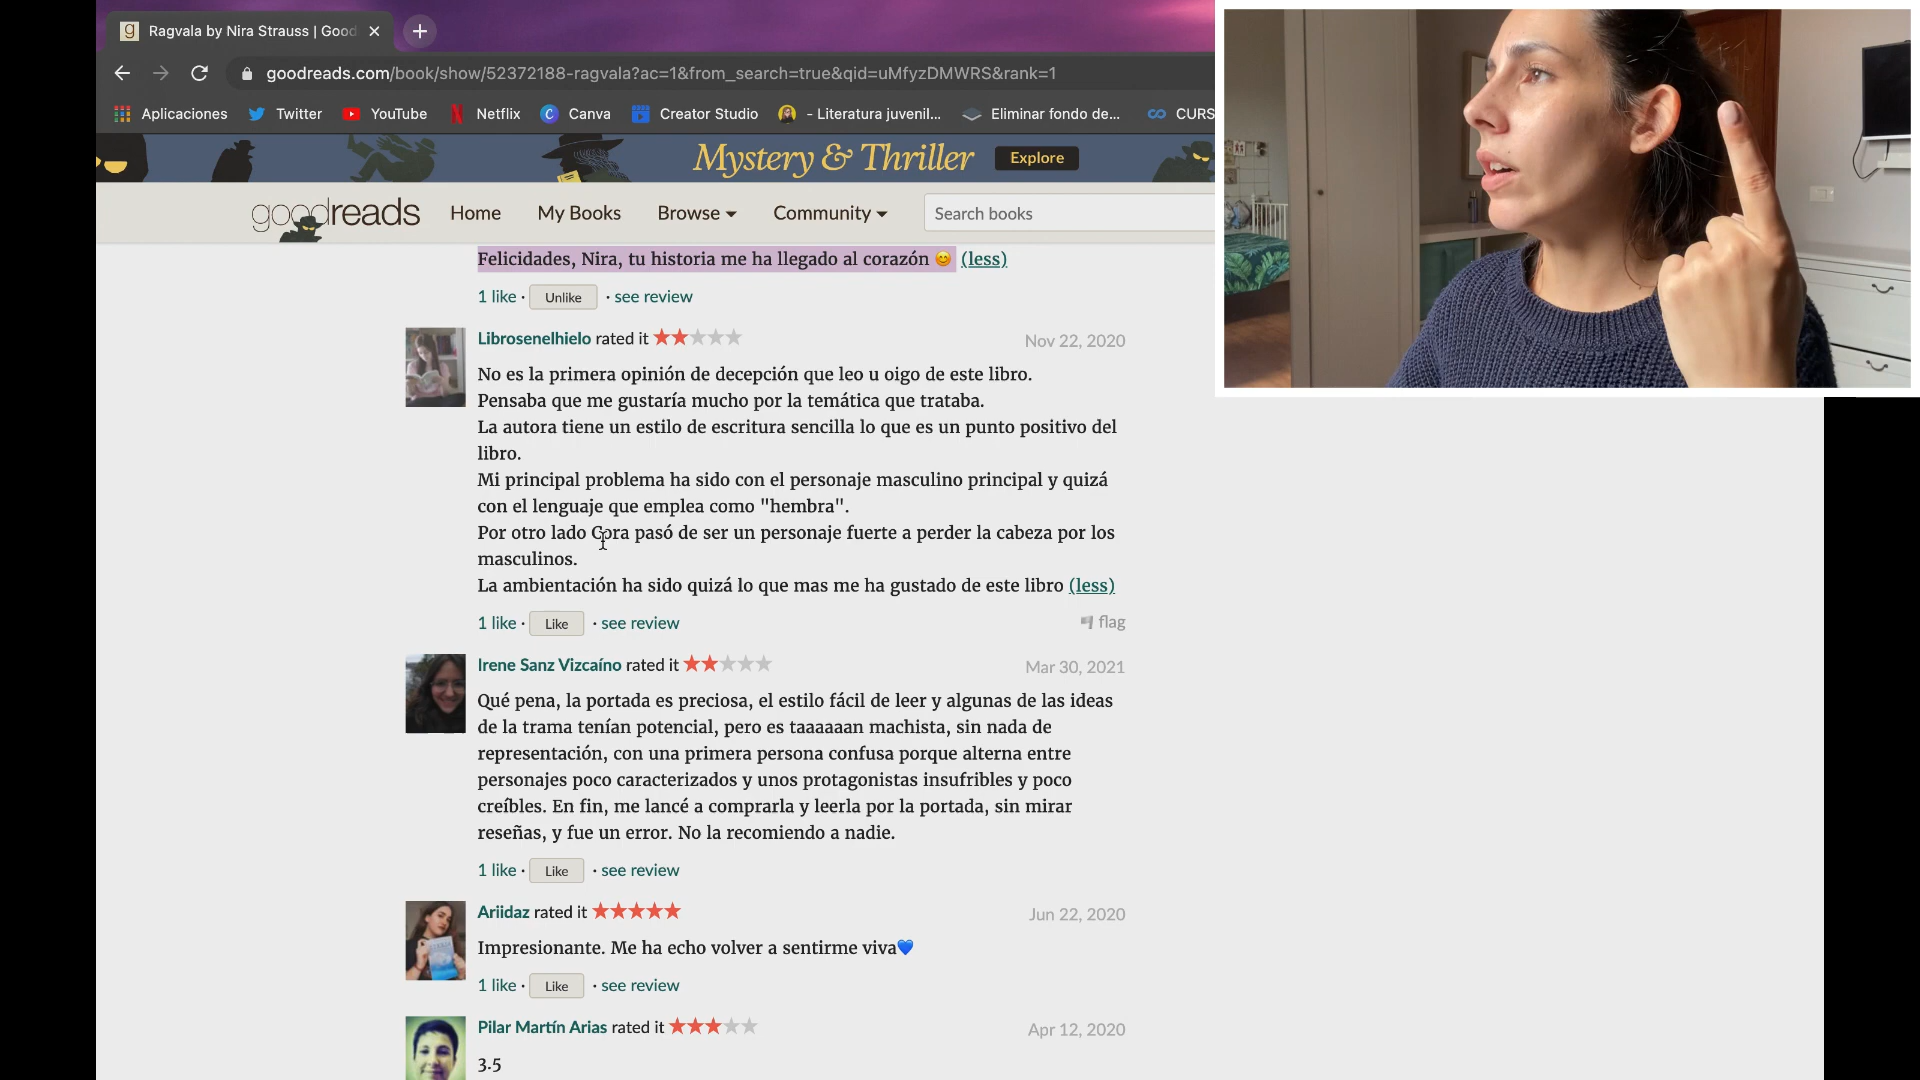 Ragvala by Nira Strauss | Good
goodreads.com/book/show/52372188-ragvala?ac=1&from_search=true&qid=uMfyzDMWRS&rank=1
Aplicaciones
Twitter
YouTube
Netflix
Canva
Creator Studio
- Literatura juvenil...
Eliminar fondo de...
CURS
Mystery & Thriller
Explore
goodreads
Home
My Books
Browse
Community
Search books
Felicidades, Nira, tu historia me ha llegado al corazón 😊 (less)
1 like · Unlike · see review
Librosenelhielo rated it
Nov 22, 2020
No es la primera opinión de decepción que leo u oigo de este libro.
Pensaba que me gustaría mucho por la temática que trataba.
La autora tiene un estilo de escritura sencilla lo que es un punto positivo del
libro.
Mi principal problema ha sido con el personaje masculino principal y quizá
con el lenguaje que emplea como "hembra".
Por otro lado Cora pasó de ser un personaje fuerte a perder la cabeza por los
masculinos.
La ambientación ha sido quizá lo que mas me ha gustado de este libro (less)
1 like · Like · see review
flag
Irene Sanz Vizcaíno rated it
Mar 30, 2021
Qué pena, la portada es preciosa, el estilo fácil de leer y algunas de las ideas
de la trama tenían potencial, pero es taaaaaan machista, sin nada de
representación, con una primera persona confusa porque alterna entre
personajes poco caracterizados y unos protagonistas insufribles y poco
creíbles. En fin, me lancé a comprarla y leerla por la portada, sin mirar
reseñas, y fue un error. No la recomiendo a nadie.
1 like · Like · see review
Ariidaz rated it
Jun 22, 2020
Impresionante. Me ha echo volver a sentirme viva💙
1 like · Like · see review
Pilar Martín Arias rated it
Apr 12, 2020
3.5